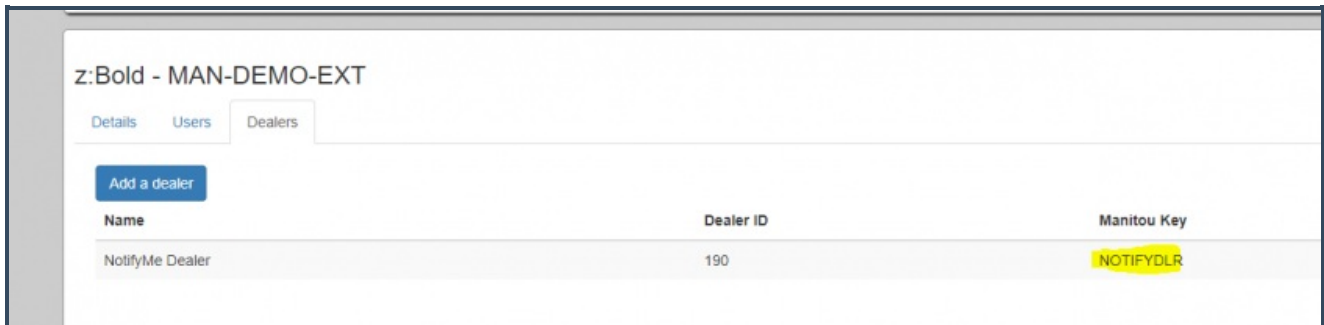 z:Bold - MAN-DEMO-EXT
Details Users Dealers
Add a dealer
Name Dealer ID Manitou Key
NotifyMe Dealer 190 NOTIFYDLR